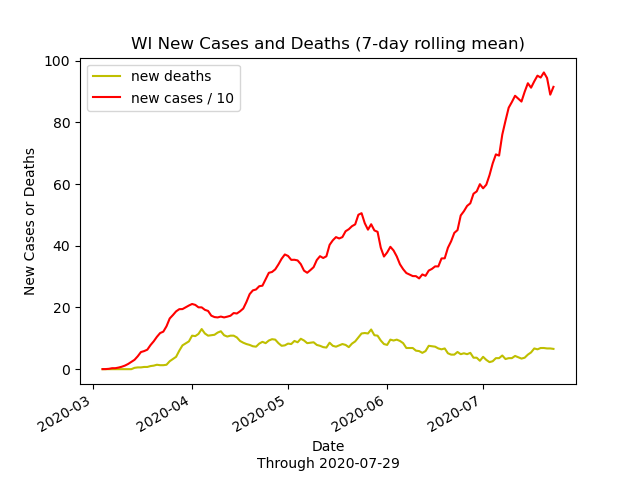 WI New Cases and Deaths (7-day rolling mean)
new deaths
new cases / 10
100
80
60
40
20
0
New Cases or Deaths
2020-03
2020-04
2020-05
2020-06
2020-07
Date
Through 2020-07-29